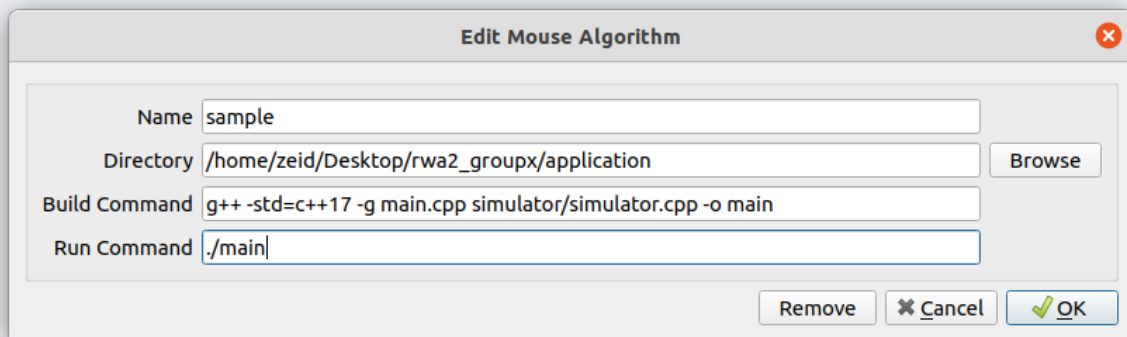 Edit Mouse Algorithm
Name sample
Directory /home/zeid/Desktop/rwa2_groupx/application Browse
Build Command g++ -std=c++17 -g main.cpp simulator/simulator.cpp -o main
Run Command ./main
Remove Cancel OK